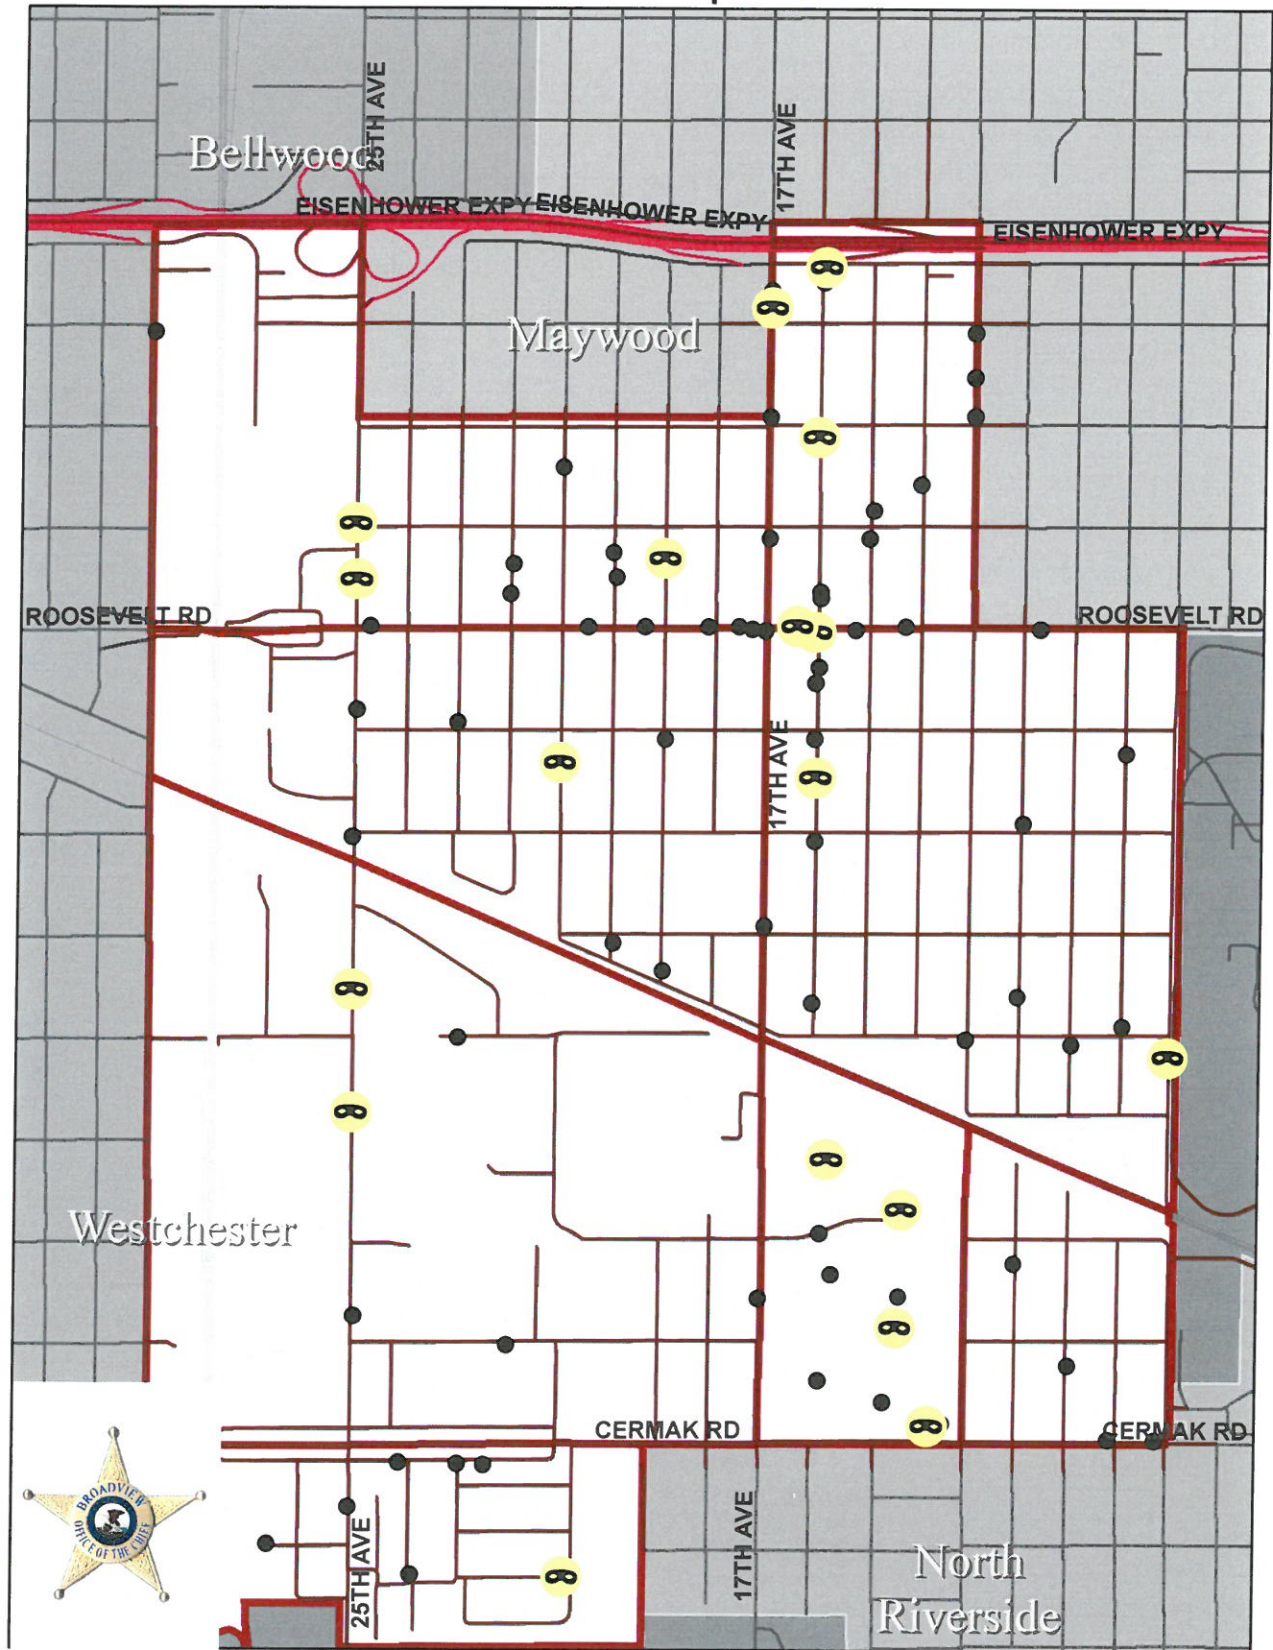 25TH AVE
17TH AVE
Bellwood
EISENHOWER EXPY
EISENHOWER EXPY
EISENHOWER EXPY
Maywood
ROOSEVELT RD
ROOSEVELT RD
17TH AVE
Westchester
CERMAK RD
CERMAK RD
BROADVIEW
OFFICE OF THE CHIEF
25TH AVE
17TH AVE
North
Riverside